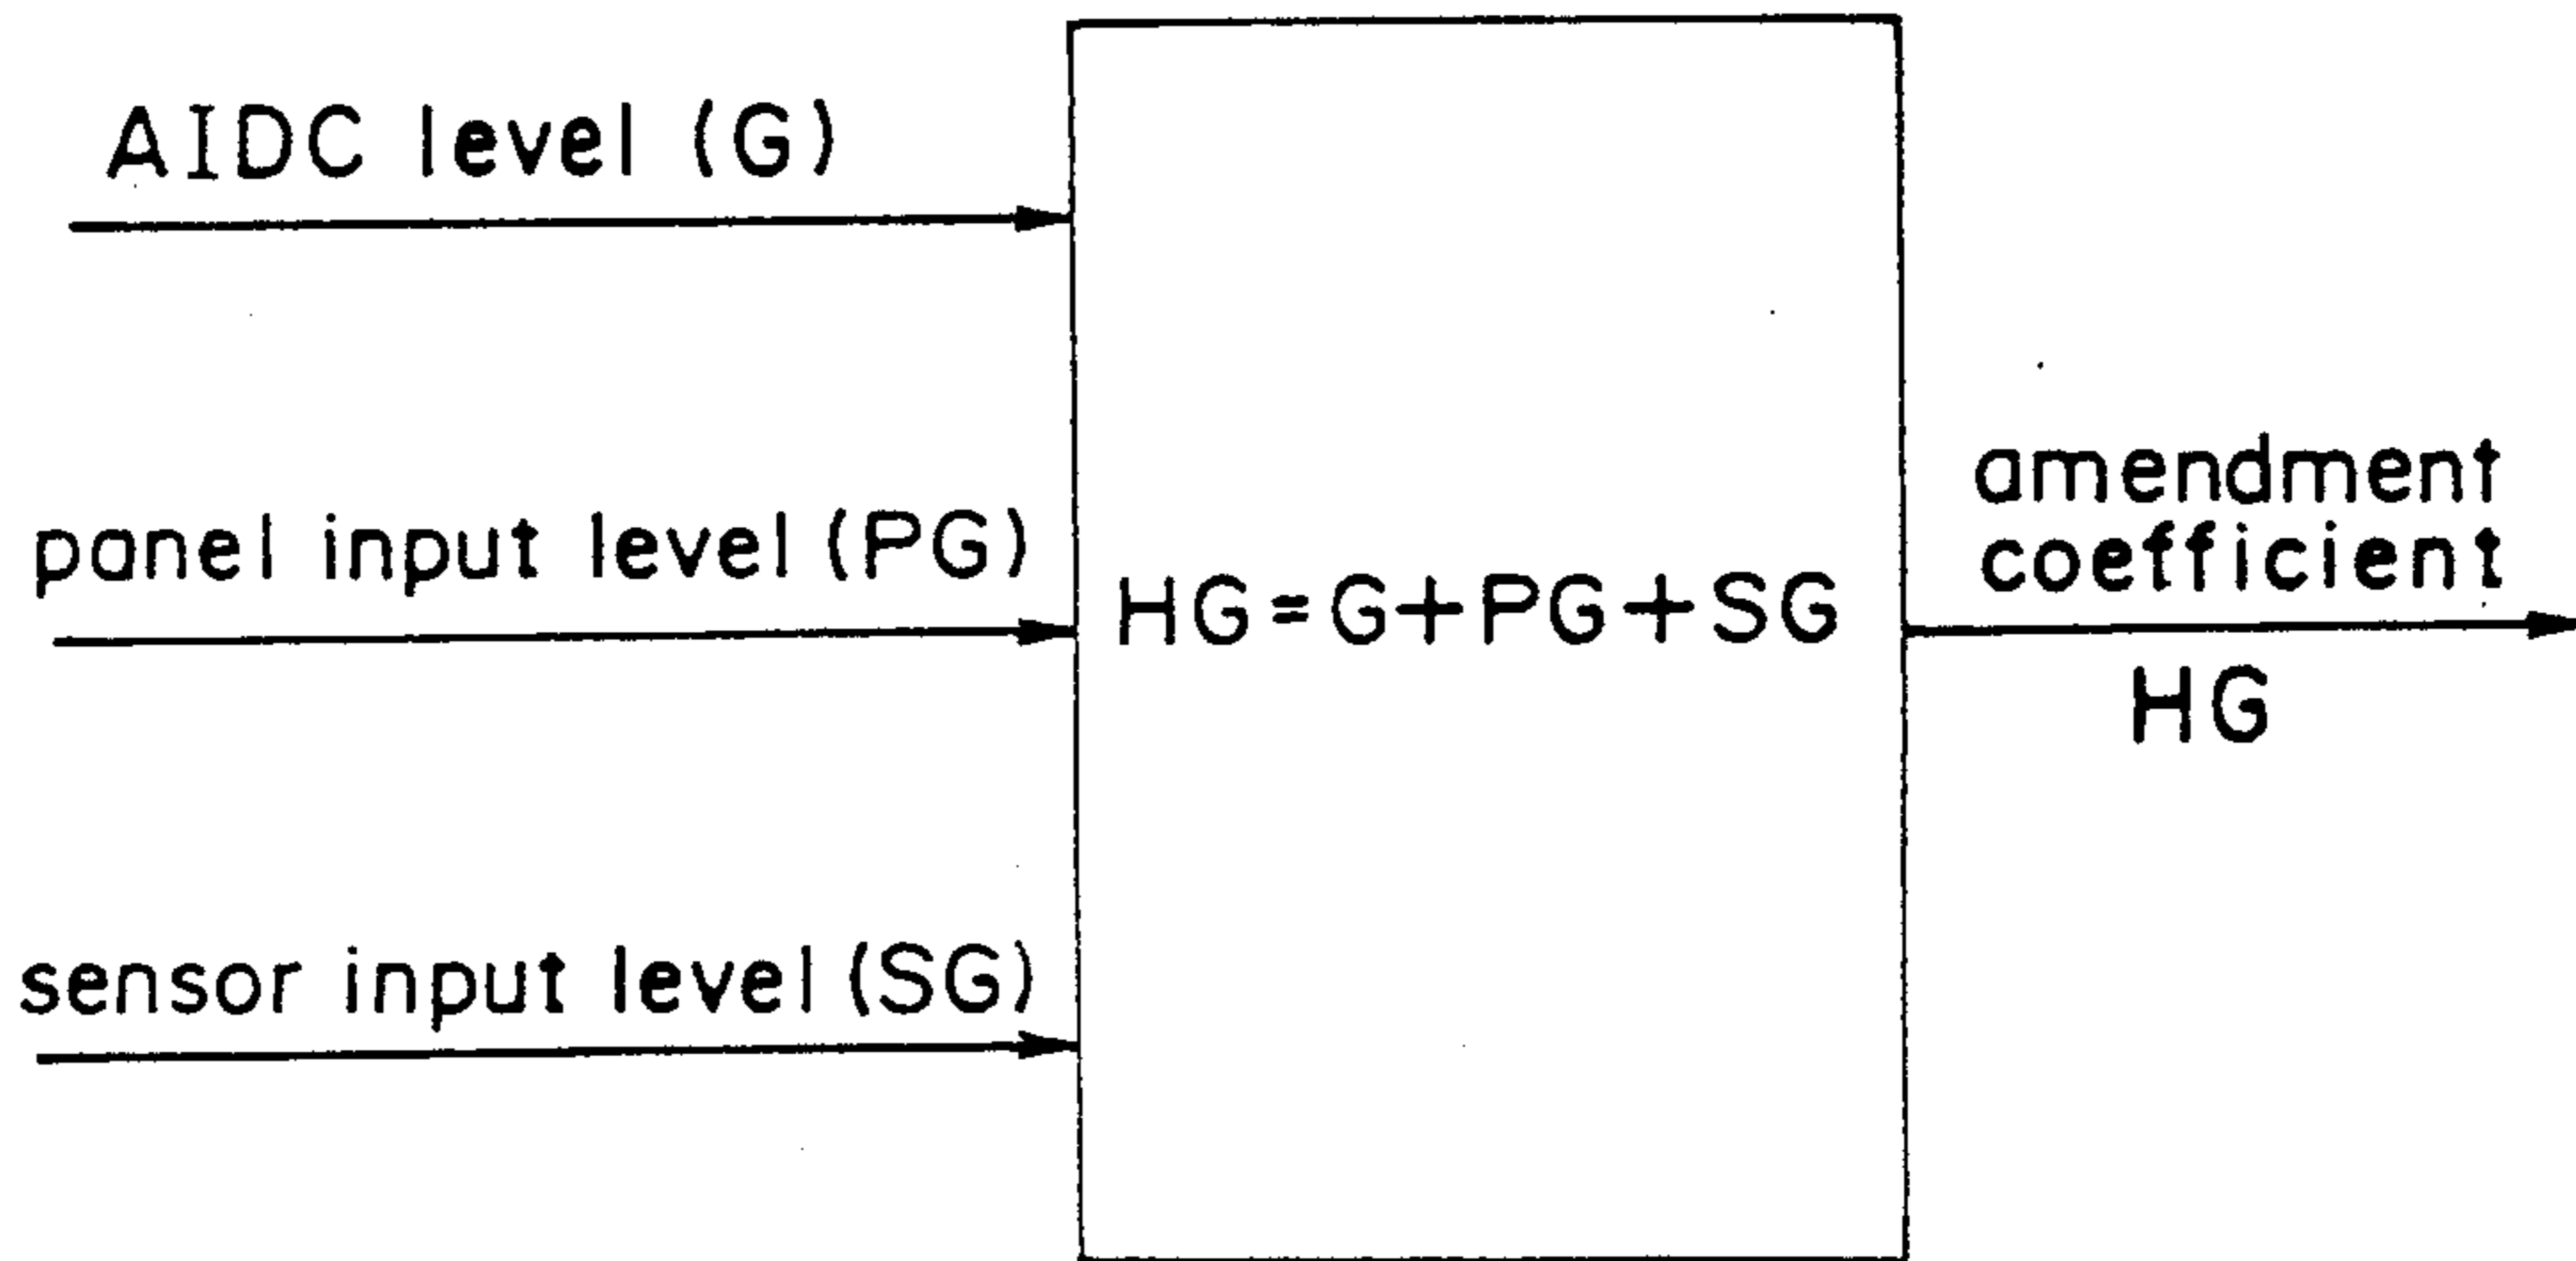 AIDC level (G)
panel input level (PG)
sensor input level (SG)
HG=G+PG+SG
amendment
coefficient
HG